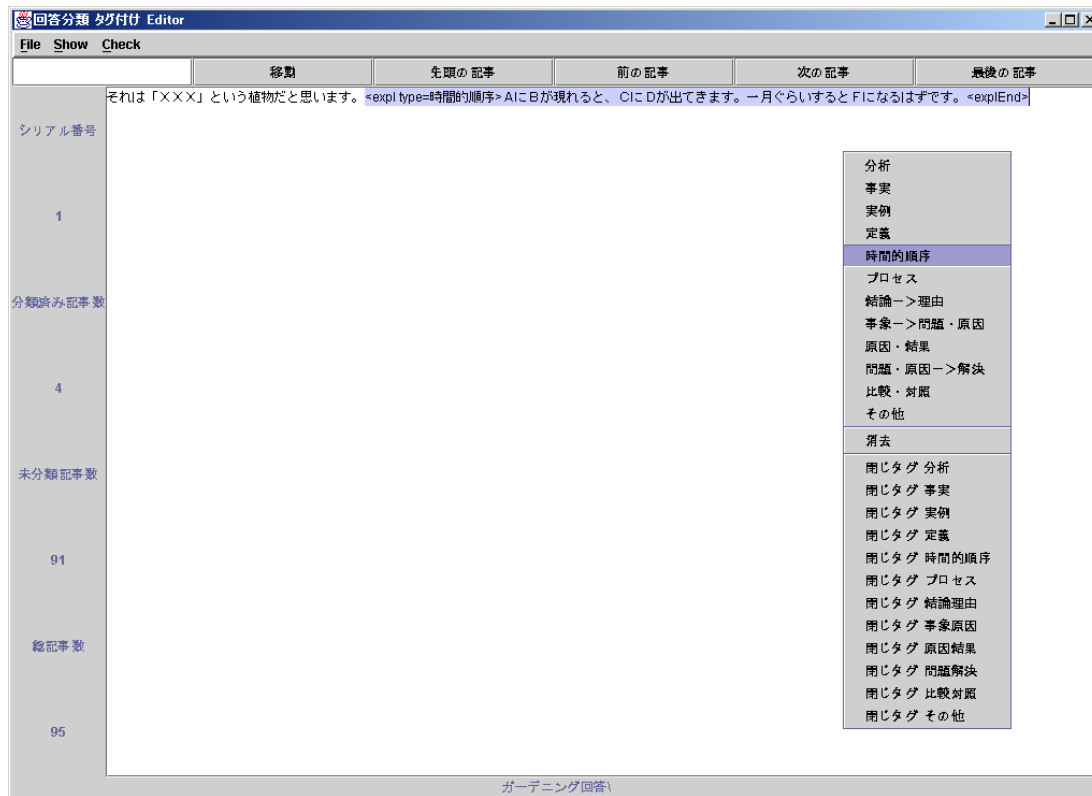 回答分類 タグ付け Editor
File Show Check
移動 先頭の記事 前の記事 次の記事 最後の記事
それは「×××」という植物だと思います。<expl type=時間的順序> AにBが現れると、CにDが出てきます。一月ぐらいするとFになるはずです。<explEnd>
シリアル番号
1
分類済み記事数
4
未分類記事数
91
総記事数
95
分析
事実
実例
定義
時間的順序
プロセス
結論ー>理由
事象ー>問題・原因
原因・結果
問題・原因ー>解決
比較・対照
その他
消去
閉じタグ 分析
閉じタグ 事実
閉じタグ 実例
閉じタグ 定義
閉じタグ 時間的順序
閉じタグ プロセス
閉じタグ 結論理由
閉じタグ 事象原因
閉じタグ 原因結果
閉じタグ 問題解決
閉じタグ 比較対照
閉じタグ その他
ガーデニング回答\